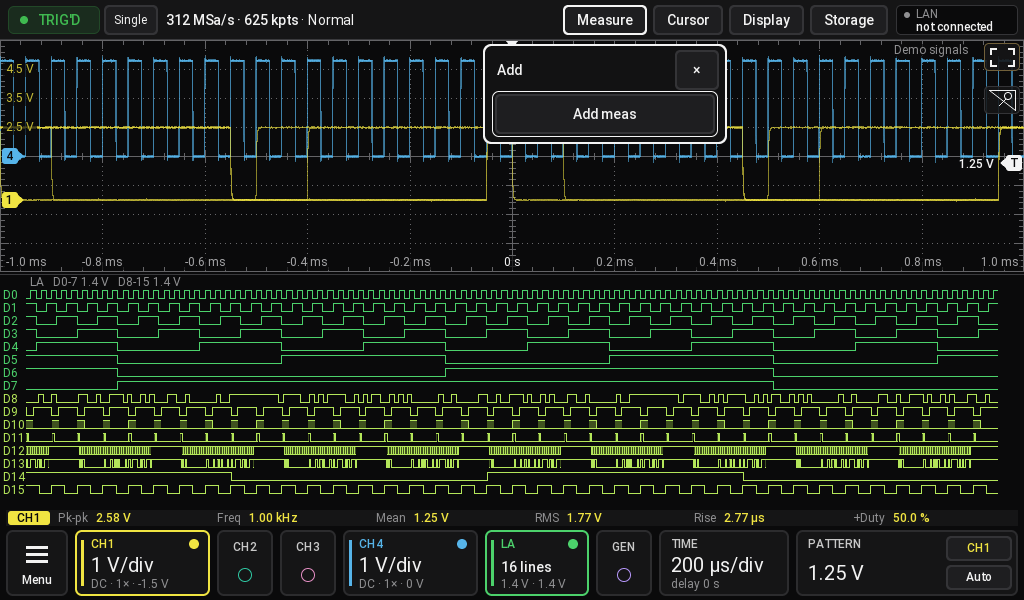 TRIG'D
Single
312 MSa/s · 625 kpts · Normal
Measure
Cursor
Display
Storage
LAN
not connected
Demo signals
Add
×
Add meas
4.5 V
3.5 V
2.5 V
4
1
1.25 V
T
-1.0 ms
-0.8 ms
-0.6 ms
-0.4 ms
-0.2 ms
0 s
0.2 ms
0.4 ms
0.6 ms
0.8 ms
1.0 ms
LA D0-7 1.4 V D8-15 1.4 V
D0
D1
D2
D3
D4
D5
D6
D7
D8
D9
D10
D11
D12
D13
D14
D15
CH1 Pk-pk 2.58 V Freq 1.00 kHz Mean 1.25 V RMS 1.77 V Rise 2.77 µs +Duty 50.0 %
Menu
CH1
1 V/div
DC · 1× · -1.5 V
CH2
CH3
CH4
1 V/div
DC · 1× · 0 V
LA
16 lines
1.4 V · 1.4 V
GEN
TIME
200 µs/div
delay 0 s
PATTERN
1.25 V
CH1
Auto